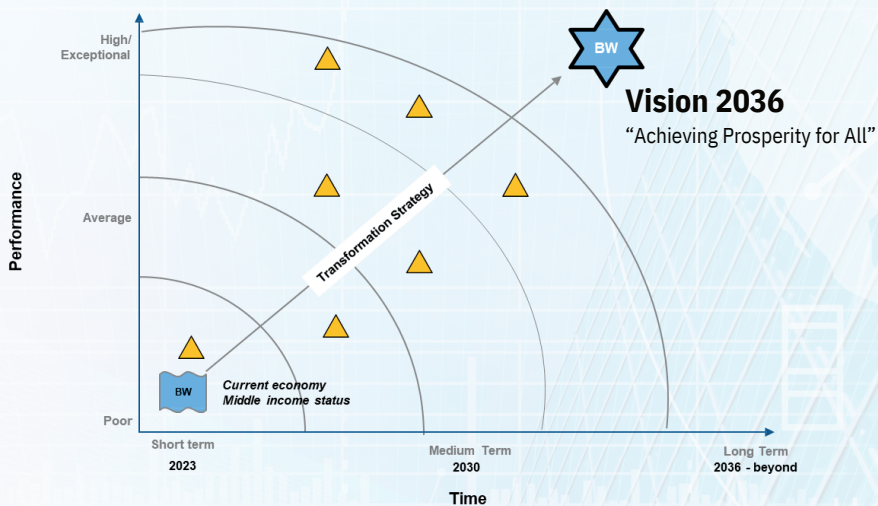 High/
Exceptional
BW
Vision 2036
“Achieving Prosperity for All”
Performance
Average
Transformation Strategy
BW
Current economy
Middle income status
Poor
Short term
2023
Medium Term
2030
Long Term
2036 - beyond
Time